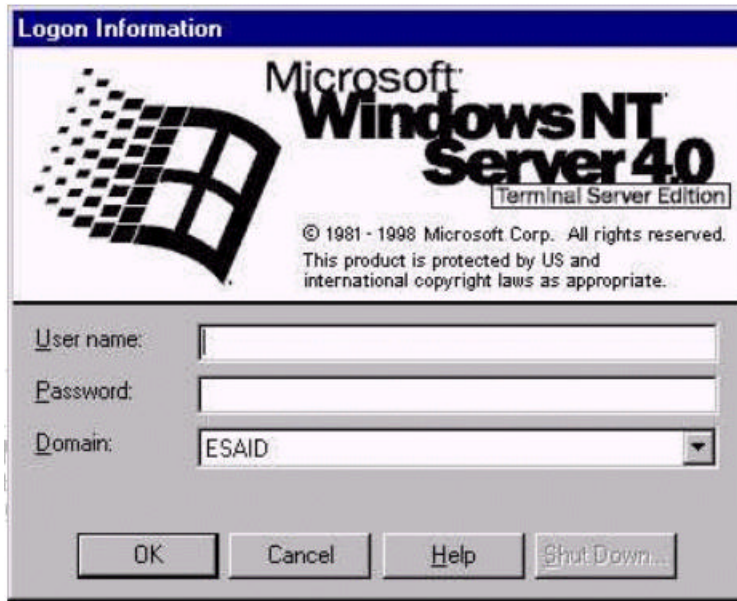 Logon Information
Microsoft
Windows NT
Server 4.0
Terminal Server Edition
© 1981 - 1998 Microsoft Corp. All rights reserved.
This product is protected by US and
international copyright laws as appropriate.
User name:
Password:
Domain: ESAID
OK Cancel Help Shut Down...